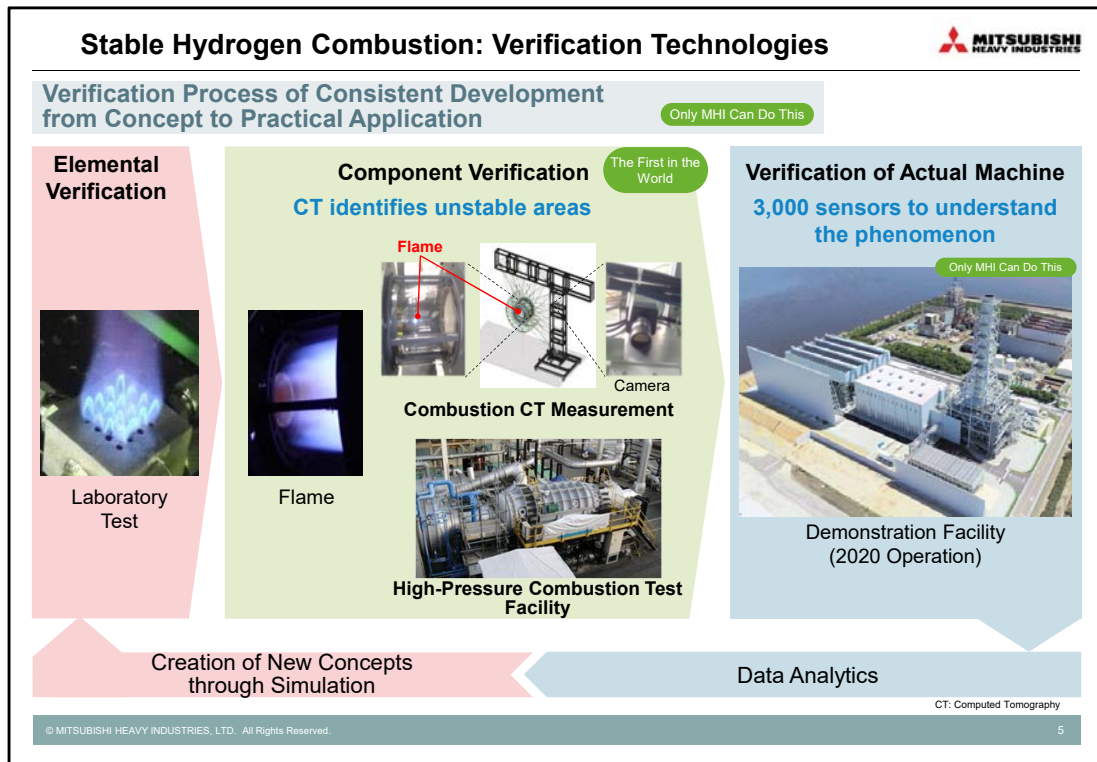 Stable Hydrogen Combustion: Verification Technologies
MITSUBISHI
HEAVY INDUSTRIES
Verification Process of Consistent Development
from Concept to Practical Application
Only MHI Can Do This
Elemental
Verification
Laboratory
Test
Component Verification
The First in the
World
CT identifies unstable areas
Flame
Camera
Combustion CT Measurement
Flame
High-Pressure Combustion Test
Facility
Verification of Actual Machine
3,000 sensors to understand
the phenomenon
Only MHI Can Do This
Demonstration Facility
(2020 Operation)
Creation of New Concepts
through Simulation
Data Analytics
CT: Computed Tomography
© MITSUBISHI HEAVY INDUSTRIES, LTD. All Rights Reserved.
5